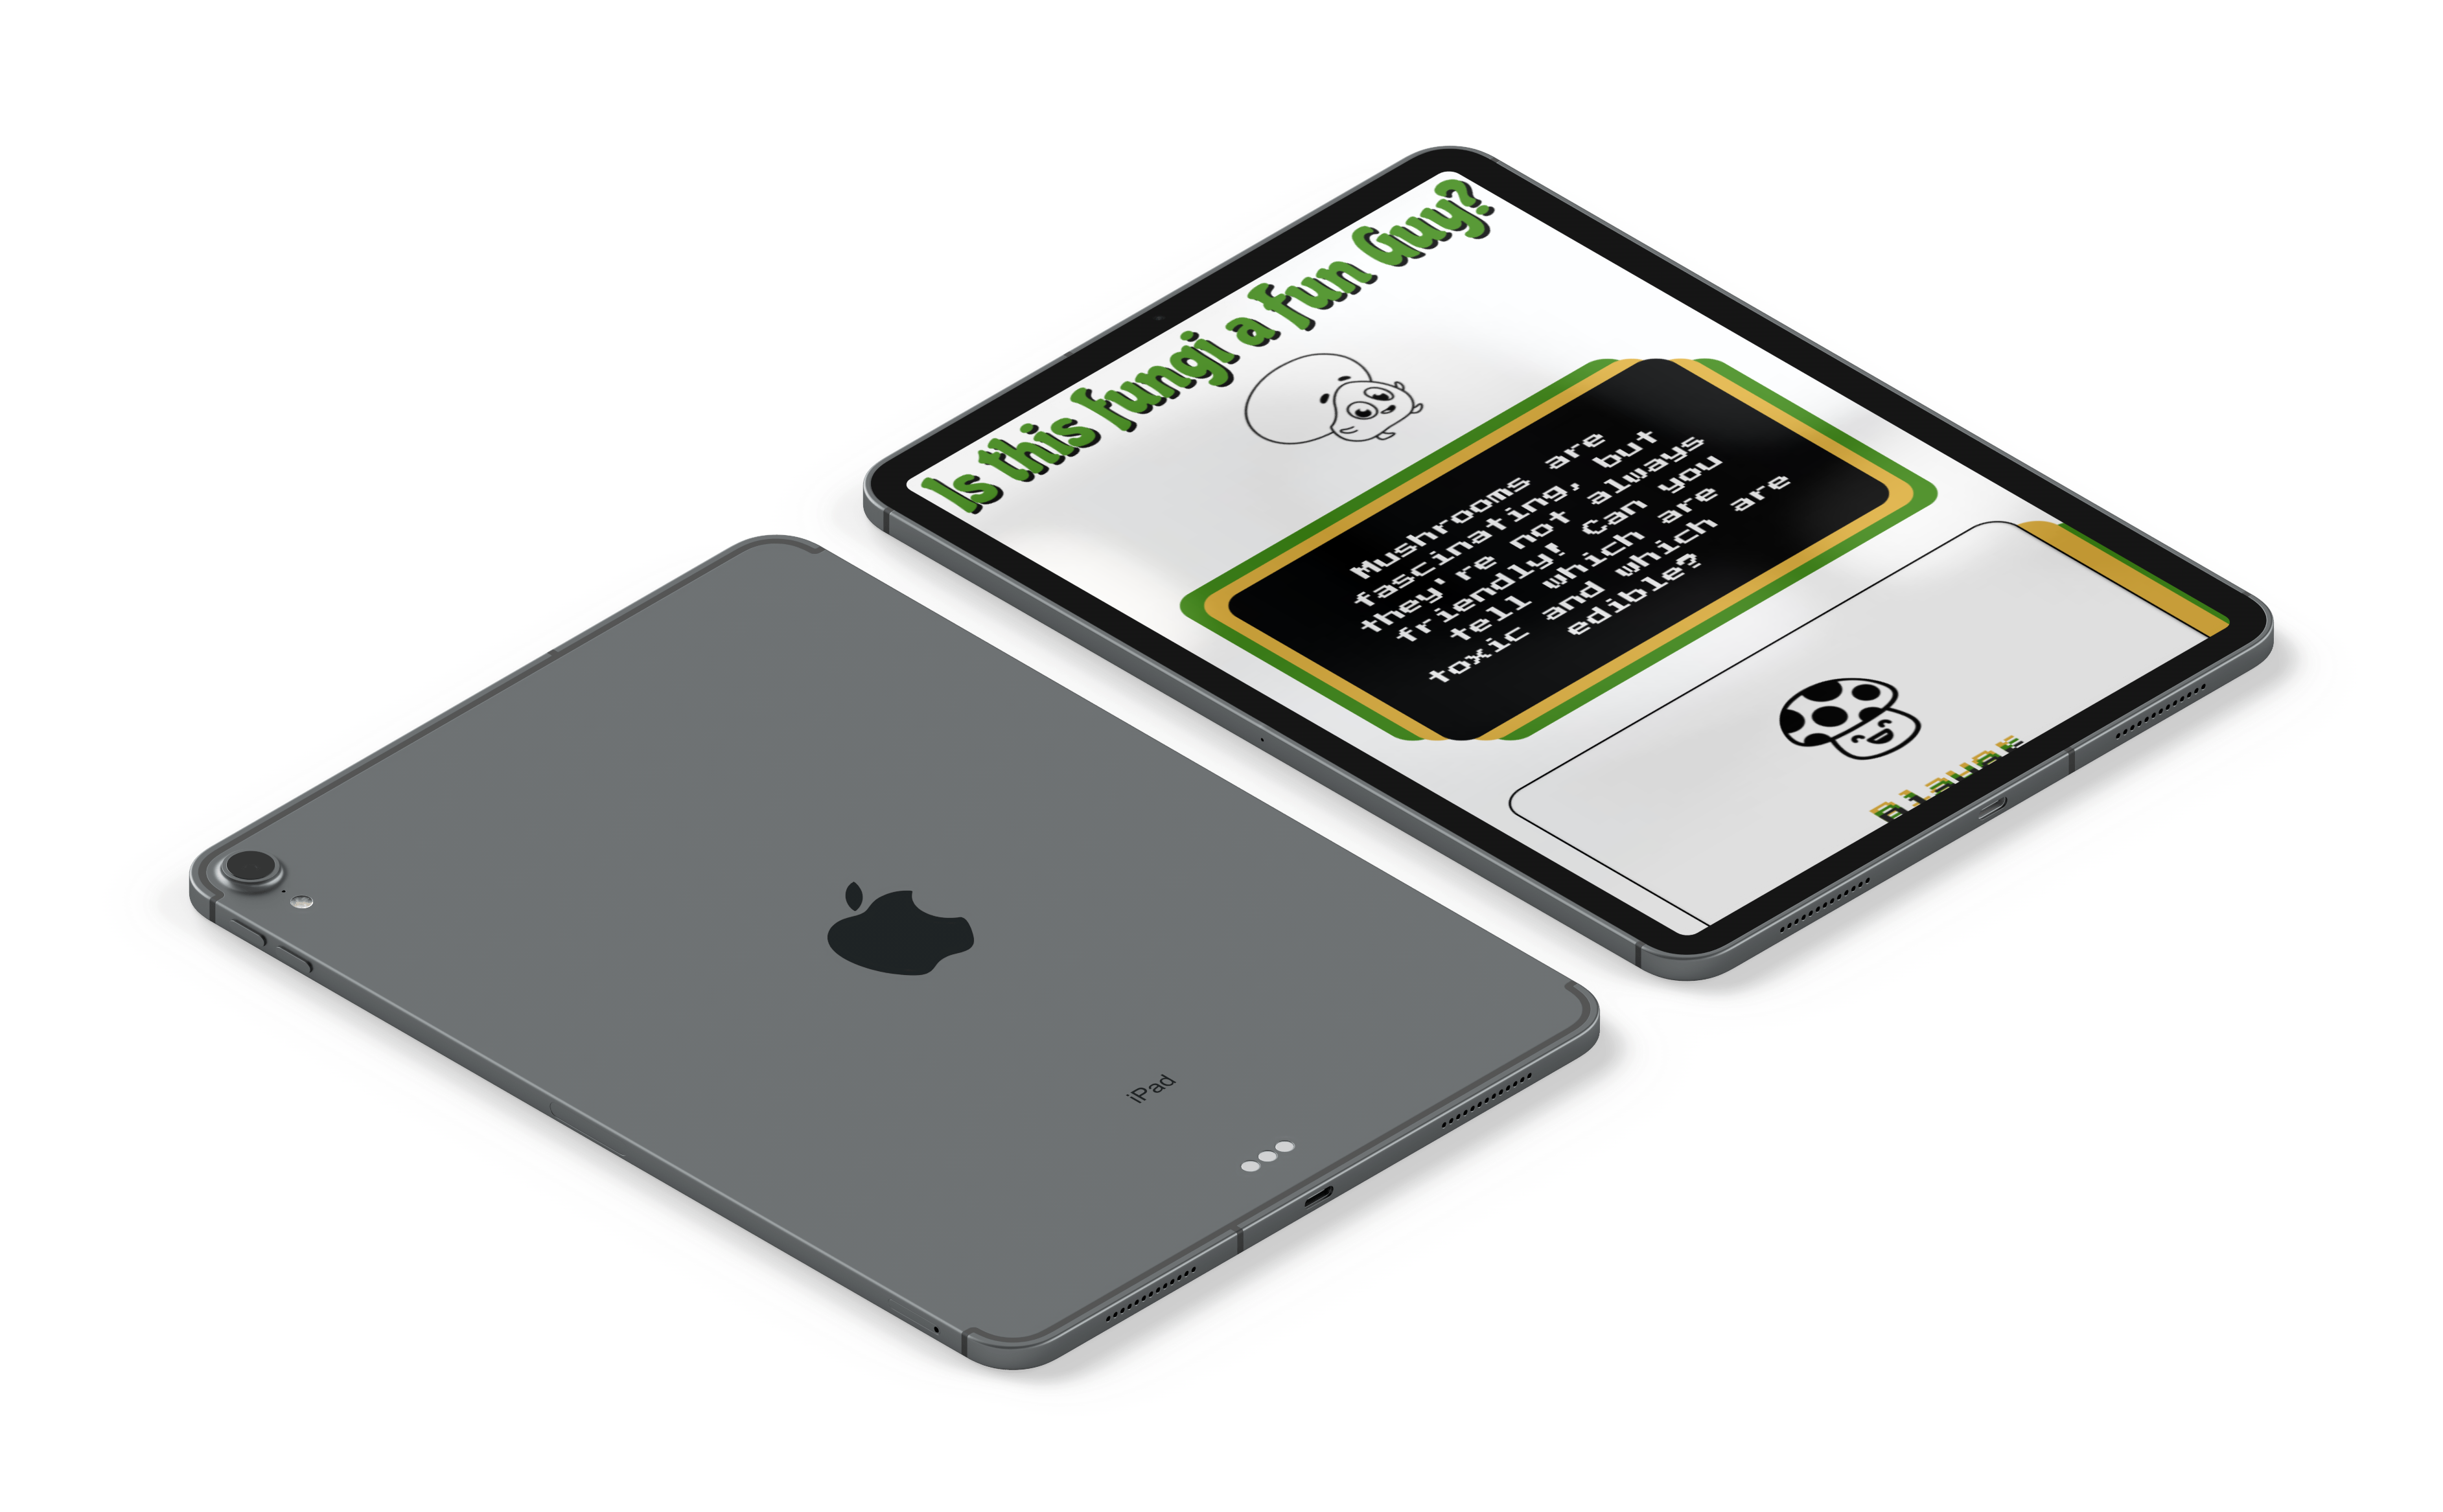 Is this fungi a fun Guy?
Mushrooms are
fascinating, but
they're not always
friendly! Can you
tell which are
toxic and which are
edible?
iPad